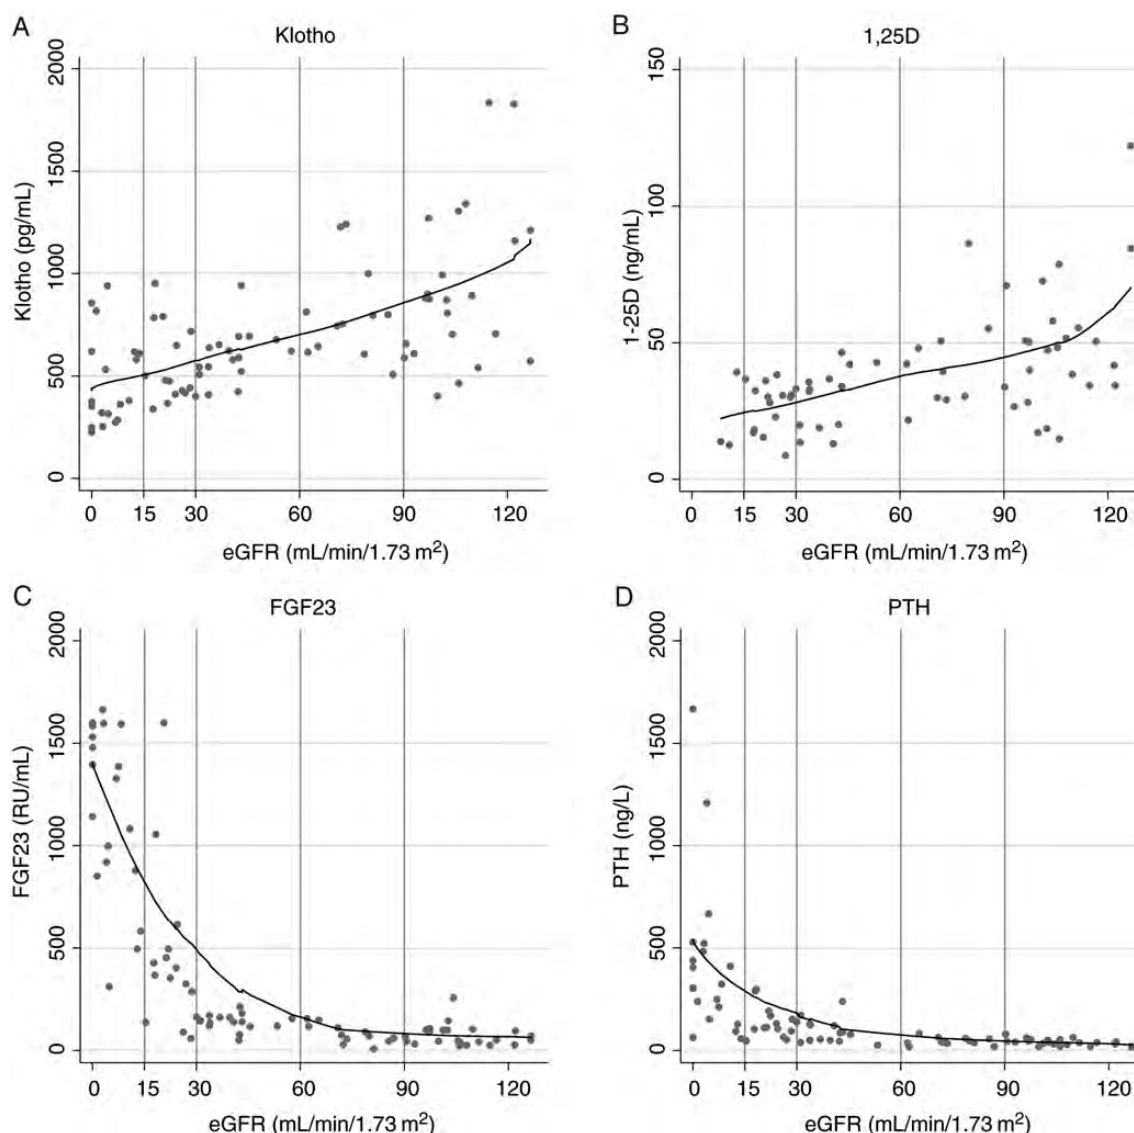 A
Klotho
Klotho (pg/mL)
2000
1500
1000
500
0
0 15 30 60 90 120
eGFR (mL/min/1.73 m²)
B
1,25D
1-25D (ng/mL)
150
100
50
0
0 15 30 60 90 120
eGFR (mL/min/1.73 m²)
C
FGF23
FGF23 (RU/mL)
2000
1500
1000
500
0
0 15 30 60 90 120
eGFR (mL/min/1.73 m²)
D
PTH
PTH (ng/L)
2000
1500
1000
500
0
0 15 30 60 90 120
eGFR (mL/min/1.73 m²)